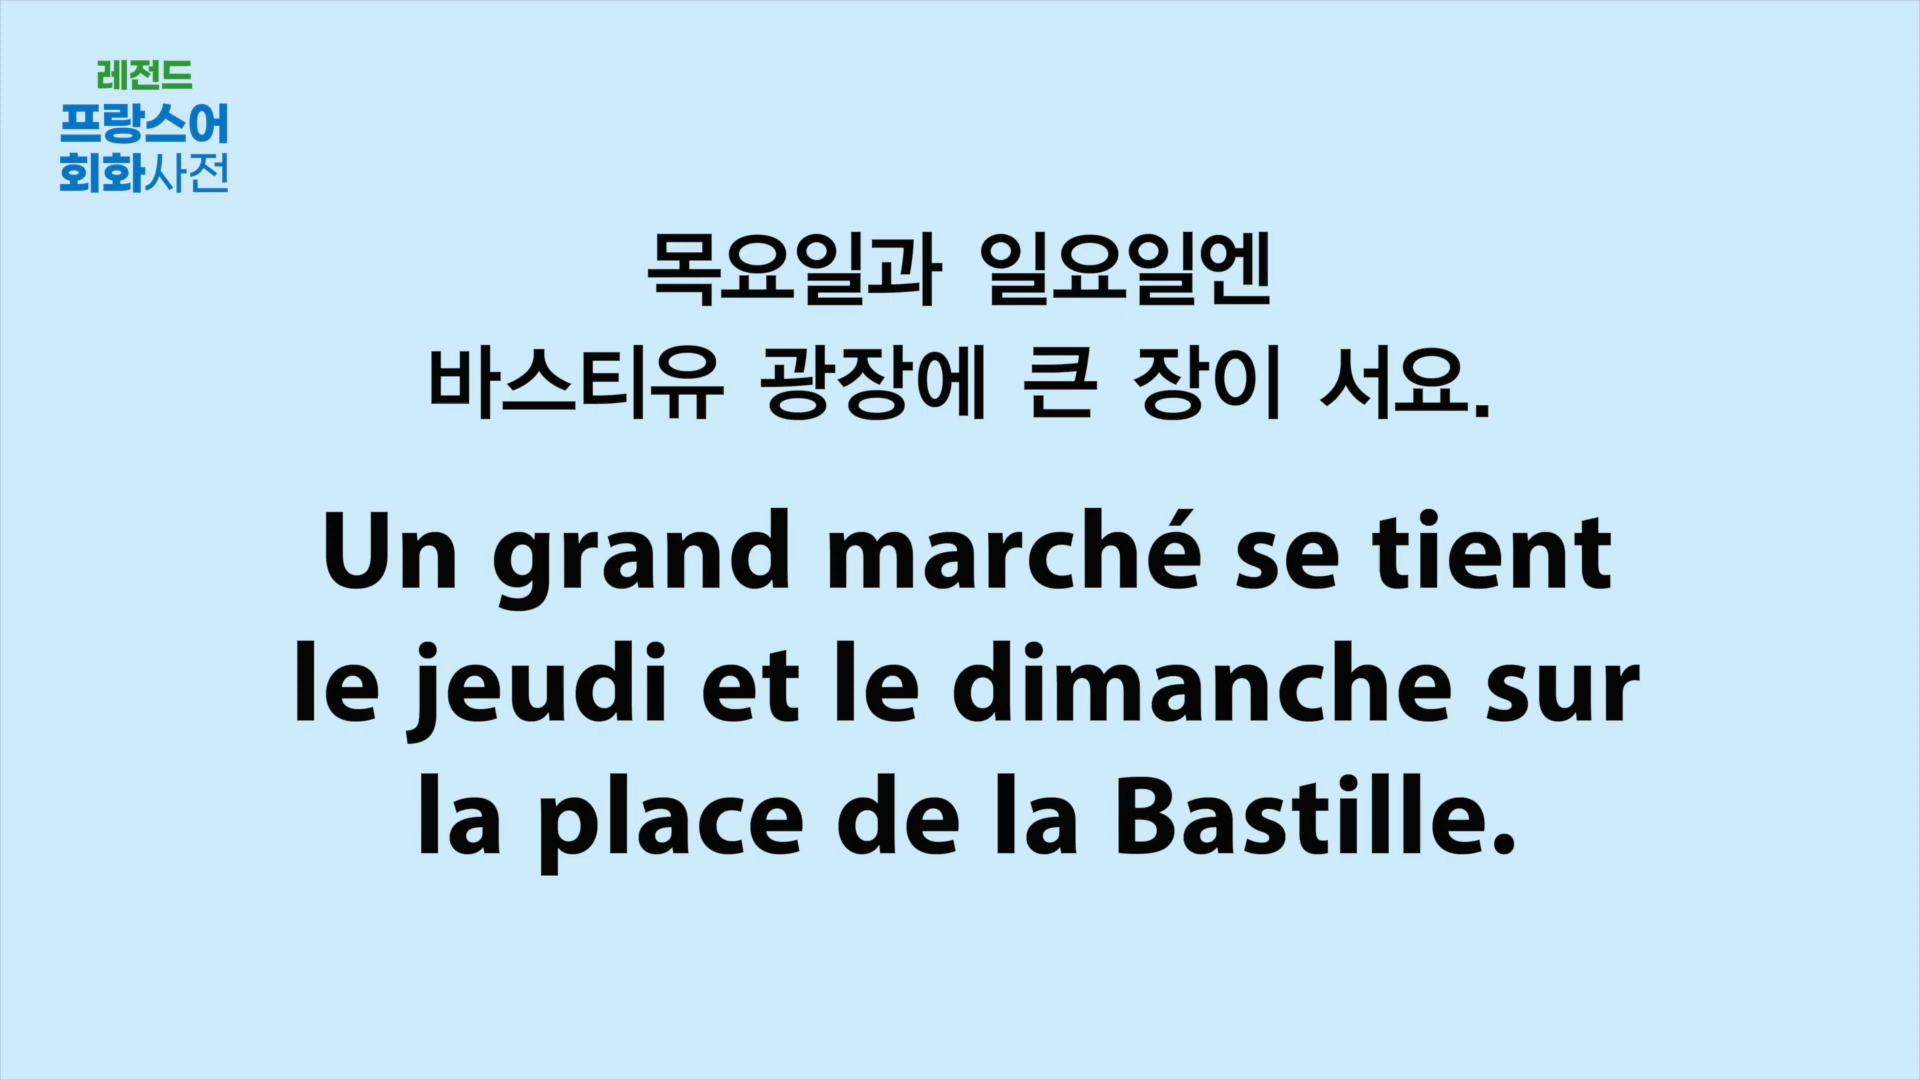 레전드
프랑스어
회화사전
목요일과 일요일엔
바스티유 광장에 큰 장이 서요.
Un grand marché se tient
le jeudi et le dimanche sur
la place de la Bastille.